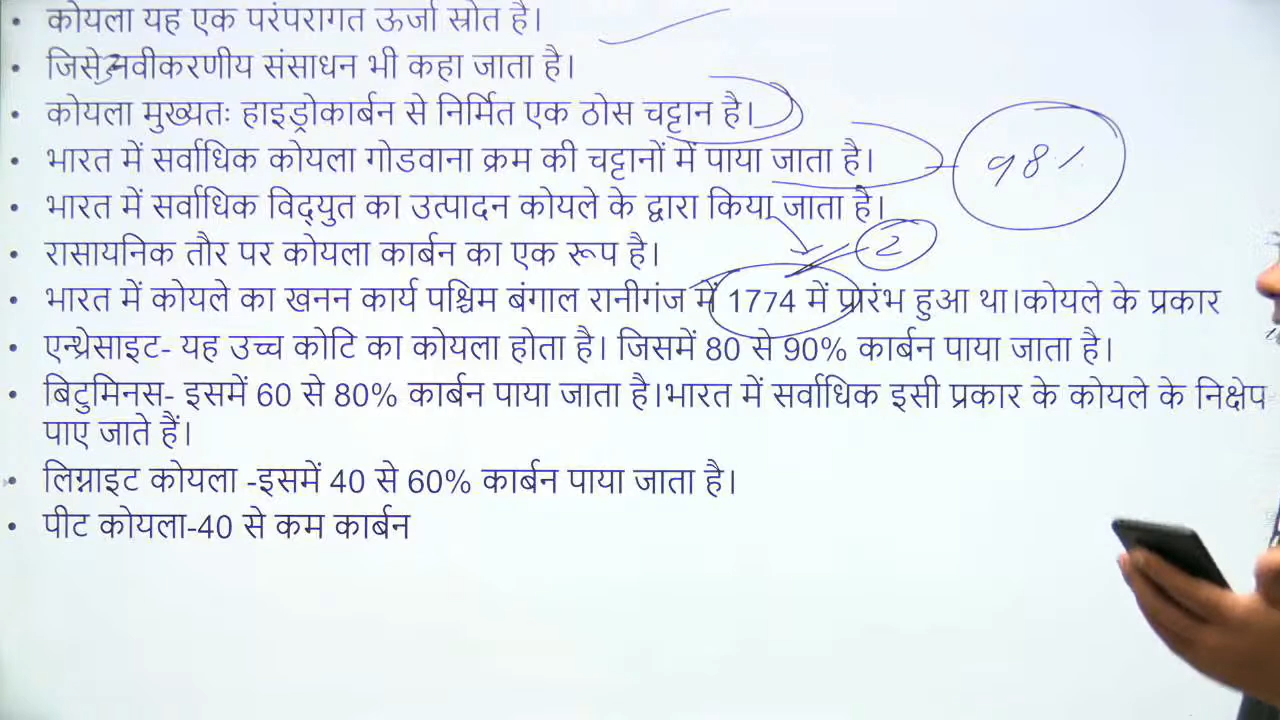 • कोयला यह एक परंपरागत ऊर्जा स्रोत है।
• जिसे अनवीकरणीय संसाधन भी कहा जाता है।
• कोयला मुख्यतः हाइड्रोकार्बन से निर्मित एक ठोस चट्टान है।
• भारत में सर्वाधिक कोयला गोडवाना क्रम की चट्टानों में पाया जाता है। 98%
• भारत में सर्वाधिक विद्युत का उत्पादन कोयले के द्वारा किया जाता है।
• रासायनिक तौर पर कोयला कार्बन का एक रूप है। 2
• भारत में कोयले का खनन कार्य पश्चिम बंगाल रानीगंज में 1774 में प्रारंभ हुआ था।कोयले के प्रकार
• एन्थ्रेसाइट- यह उच्च कोटि का कोयला होता है। जिसमें 80 से 90% कार्बन पाया जाता है।
• बिटुमिनस- इसमें 60 से 80% कार्बन पाया जाता है।भारत में सर्वाधिक इसी प्रकार के कोयले के निक्षेप
पाए जाते हैं।
• लिग्नाइट कोयला -इसमें 40 से 60% कार्बन पाया जाता है।
• पीट कोयला-40 से कम कार्बन